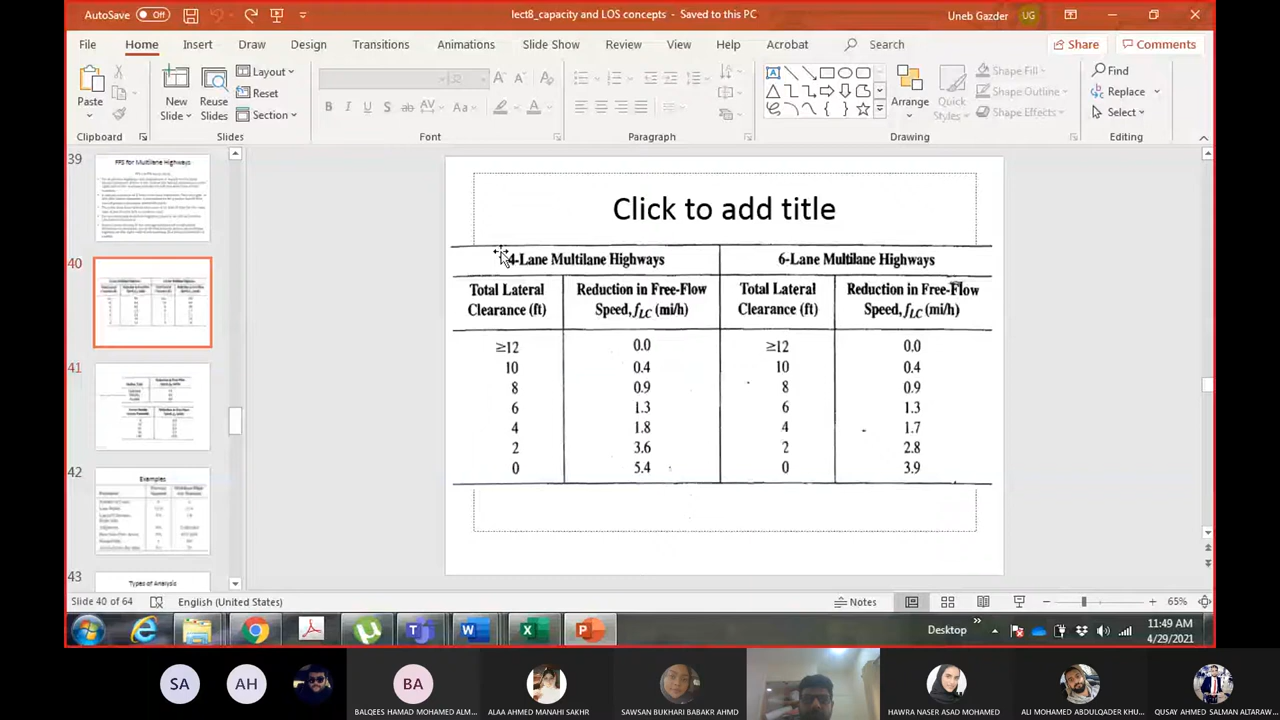 AutoSave Off lect8_capacity and LOS concepts - Saved to this PC Uneb Gazder UG
File Home Insert Draw Design Transitions Animations Slide Show Review View Help Acrobat Search Share Comments
Paste New Slide Reuse Slides Layout Reset Section Arrange Quick Styles Shape Fill Shape Outline Shape Effects Find Replace Select
Clipboard Slides Font Paragraph Drawing Editing
39
FFS for Multilane Highways
40
41
42
Examples
43
Types of Analysis
Click to add title
4-Lane Multilane Highways 6-Lane Multilane Highways
Total Lateral Clearance (ft) Reduction in Free-Flow Speed, fLC (mi/h) Total Lateral Clearance (ft) Reduction in Free-Flow Speed, fLC (mi/h)
≥12 0.0 ≥12 0.0
10 0.4 10 0.4
8 0.9 8 0.9
6 1.3 6 1.3
4 1.8 4 1.7
2 3.6 2 2.8
0 5.4 0 3.9
Slide 40 of 64 English (United States) Notes 65%
Desktop 11:49 AM
4/29/2021
SA AH BA
BALQEES HAMAD MOHAMED ALM... ALAA AHMED MANAHI SAKHR SAWSAN BUKHARI BABAKR AHMD HAWRA NASER ASAD MOHAMED ALI MOHAMED ABDULQADER KHU... QUSAY AHMED SALMAN ALTARAW...